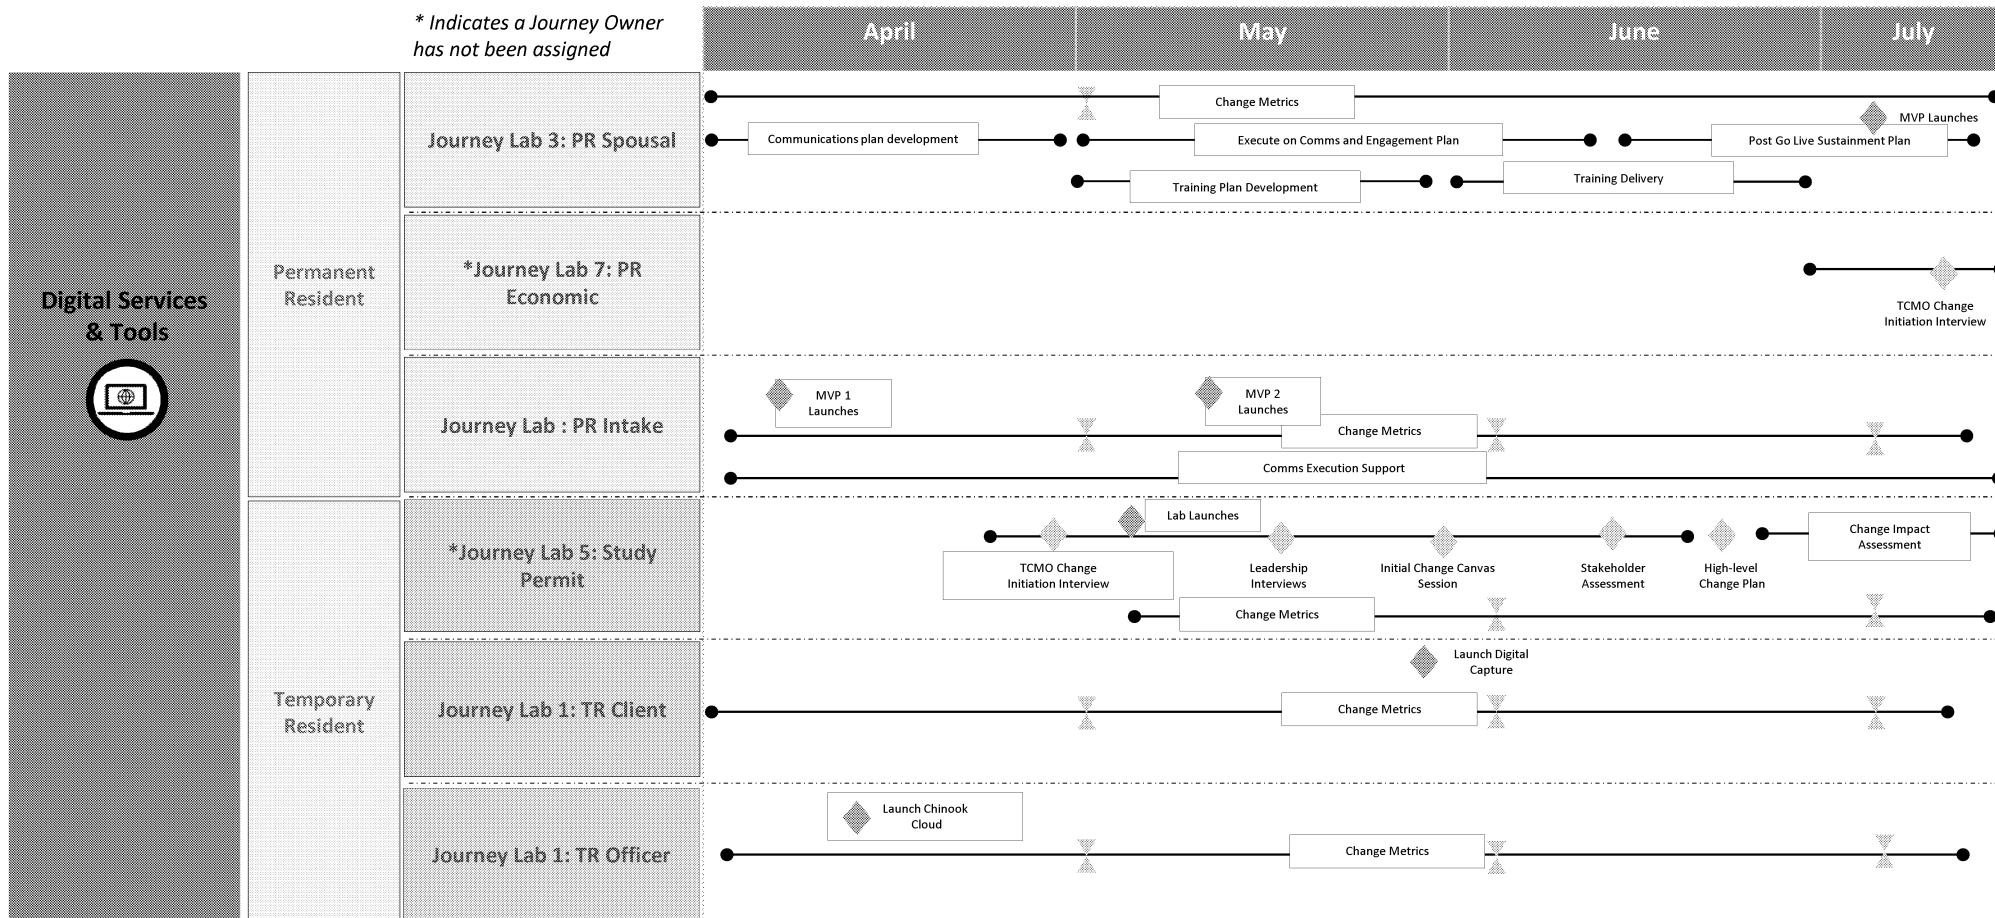 * Indicates a Journey Owner
has not been assigned
April
May
June
July
Digital Services
& Tools
Permanent
Resident
Journey Lab 3: PR Spousal
Change Metrics
MVP Launches
Communications plan development
Execute on Comms and Engagement Plan
Post Go Live Sustainment Plan
Training Plan Development
Training Delivery
*Journey Lab 7: PR
Economic
TCMO Change
Initiation Interview
Journey Lab : PR Intake
MVP 1
Launches
MVP 2
Launches
Change Metrics
Comms Execution Support
Temporary
Resident
*Journey Lab 5: Study
Permit
Lab Launches
Change Impact
Assessment
TCMO Change
Initiation Interview
Leadership
Interviews
Initial Change Canvas
Session
Stakeholder
Assessment
High-level
Change Plan
Change Metrics
Journey Lab 1: TR Client
Launch Digital
Capture
Change Metrics
Journey Lab 1: TR Officer
Launch Chinook
Cloud
Change Metrics